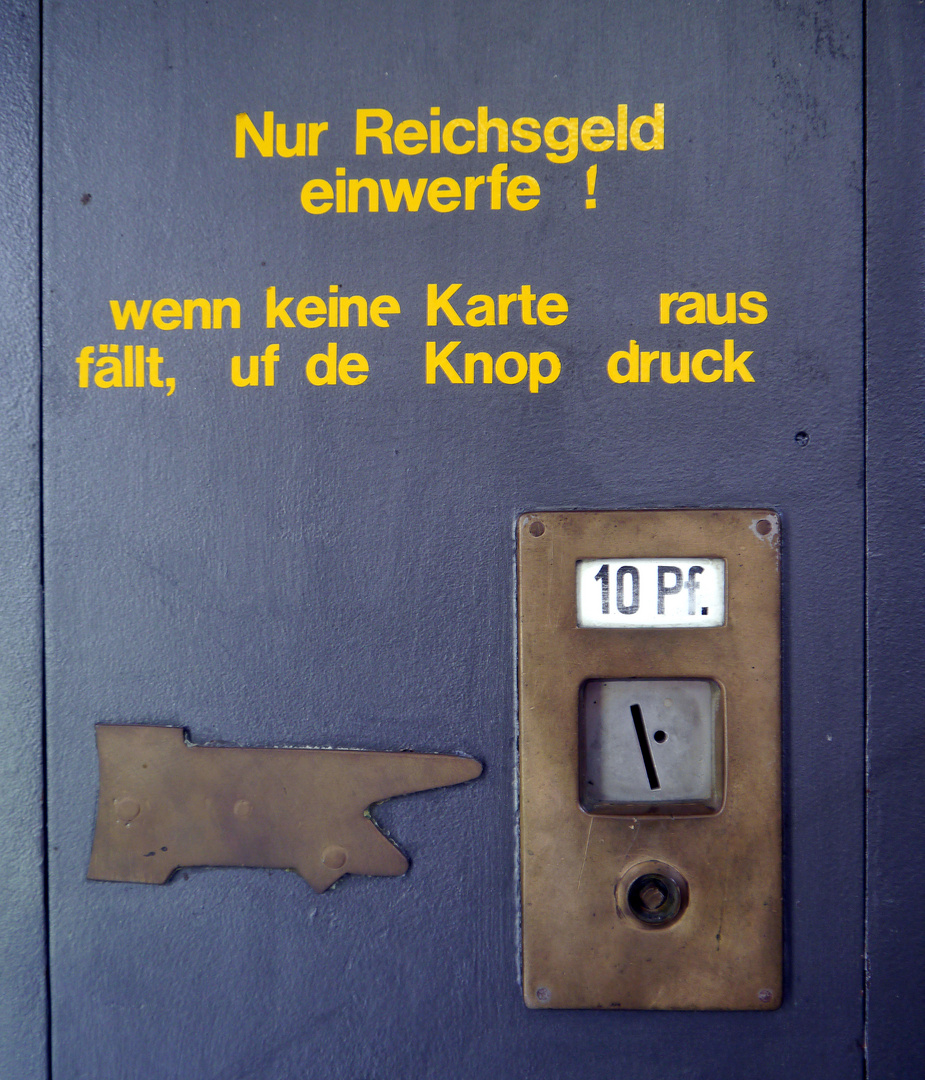 Nur Reichsgeld
einwerfe !
wenn keine Karte raus
fällt, uf de Knop druck
10 Pf.